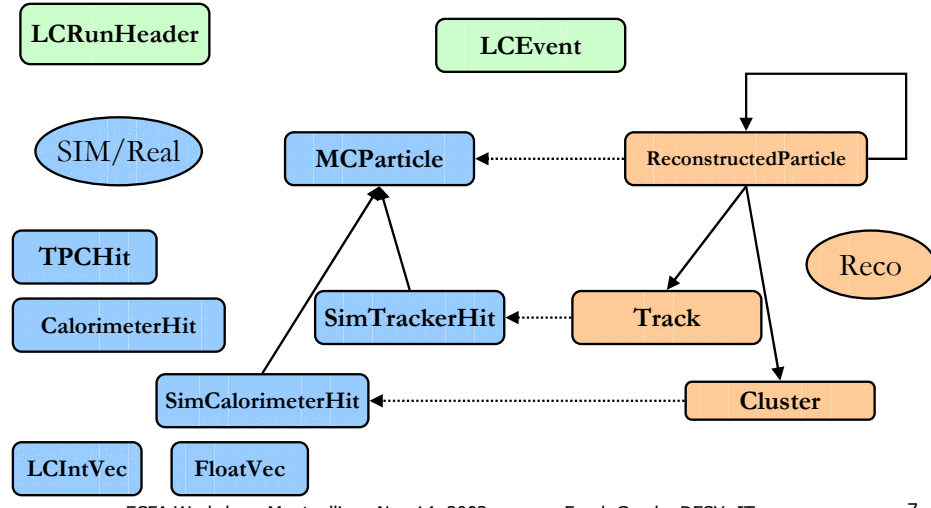 LCRunHeader
LCEvent
SIM/Real
MCParticle
ReconstructedParticle
TPCHit
Reco
CalorimeterHit
SimTrackerHit
Track
SimCalorimeterHit
Cluster
LCIntVec
FloatVec
7